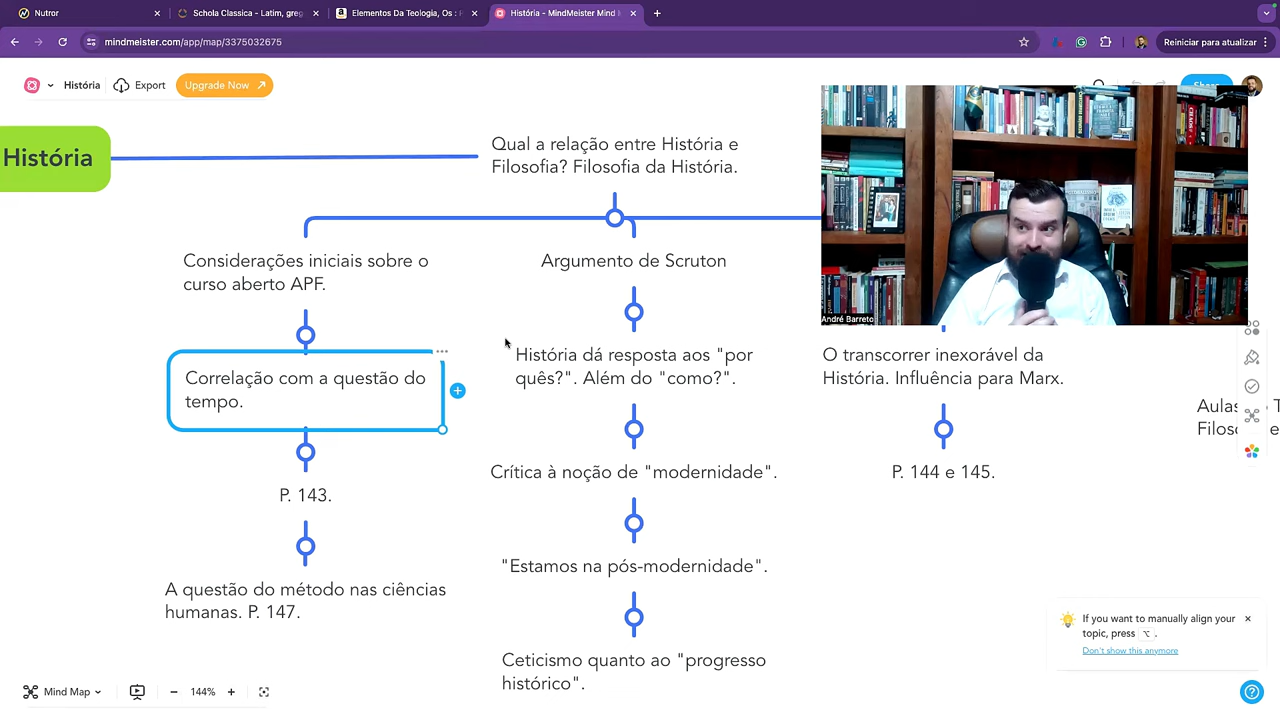 Nutror
Schola Classica - Latim, greg
Elementos Da Teologia, Os :
História - MindMeister Mind
mindmeister.com/app/map/3375032675
Reiniciar para atualizar
História
Export
Upgrade Now
Share
História
Qual a relação entre História e
Filosofia? Filosofia da História.
Considerações iniciais sobre o
curso aberto APF.
Correlação com a questão do
tempo.
P. 143.
A questão do método nas ciências
humanas. P. 147.
Argumento de Scruton
História dá resposta aos "por
quês?". Além do "como?".
Crítica à noção de "modernidade".
"Estamos na pós-modernidade".
Ceticismo quanto ao "progresso
histórico".
André Barreto
O transcorrer inexorável da
História. Influência para Marx.
P. 144 e 145.
Aulas
T
Filoso
e
If you want to manually align your
topic, press ⌥.
Don't show this anymore
Mind Map
144%